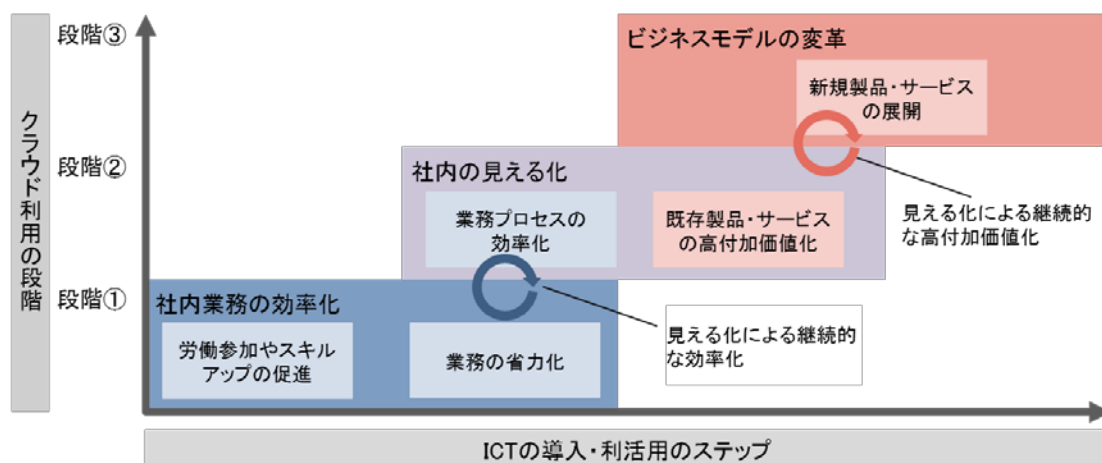 段階③
ビジネスモデルの変革
新規製品・サービス
の展開
クラウド利用の段階
段階②
社内の見える化
業務プロセスの
効率化
既存製品・サービス
の高付加価値化
見える化による継続的
な高付加価値化
段階①
社内業務の効率化
労働参加やスキル
アップの促進
業務の省力化
見える化による継続的
な効率化
ICTの導入・利活用のステップ